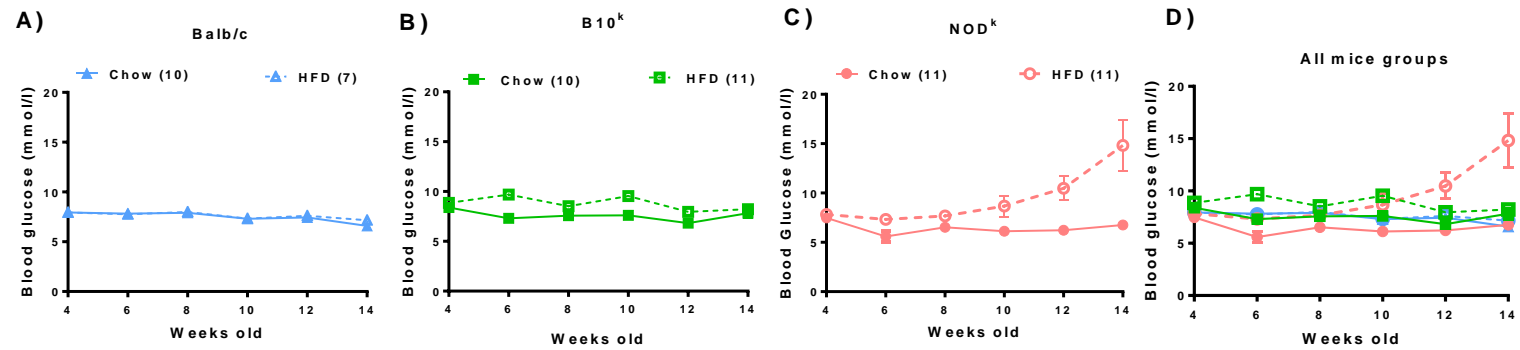 A)
Balb/c
Chow (10)
HFD (7)
Blood glucose (mmol/l)
20
15
10
5
0
4 6 8 10 12 14
Weeks old
B)
B10k
Chow (10)
HFD (11)
Blood glucose (mmol/l)
20
15
10
5
0
4 6 8 10 12 14
Weeks old
C)
NODk
Chow (11)
HFD (11)
Blood Glucose (mmol/l)
20
15
10
5
0
4 6 8 10 12 14
Weeks old
D)
All mice groups
Blood glucose (mmol/l)
20
15
10
5
0
4 6 8 10 12 14
Weeks old